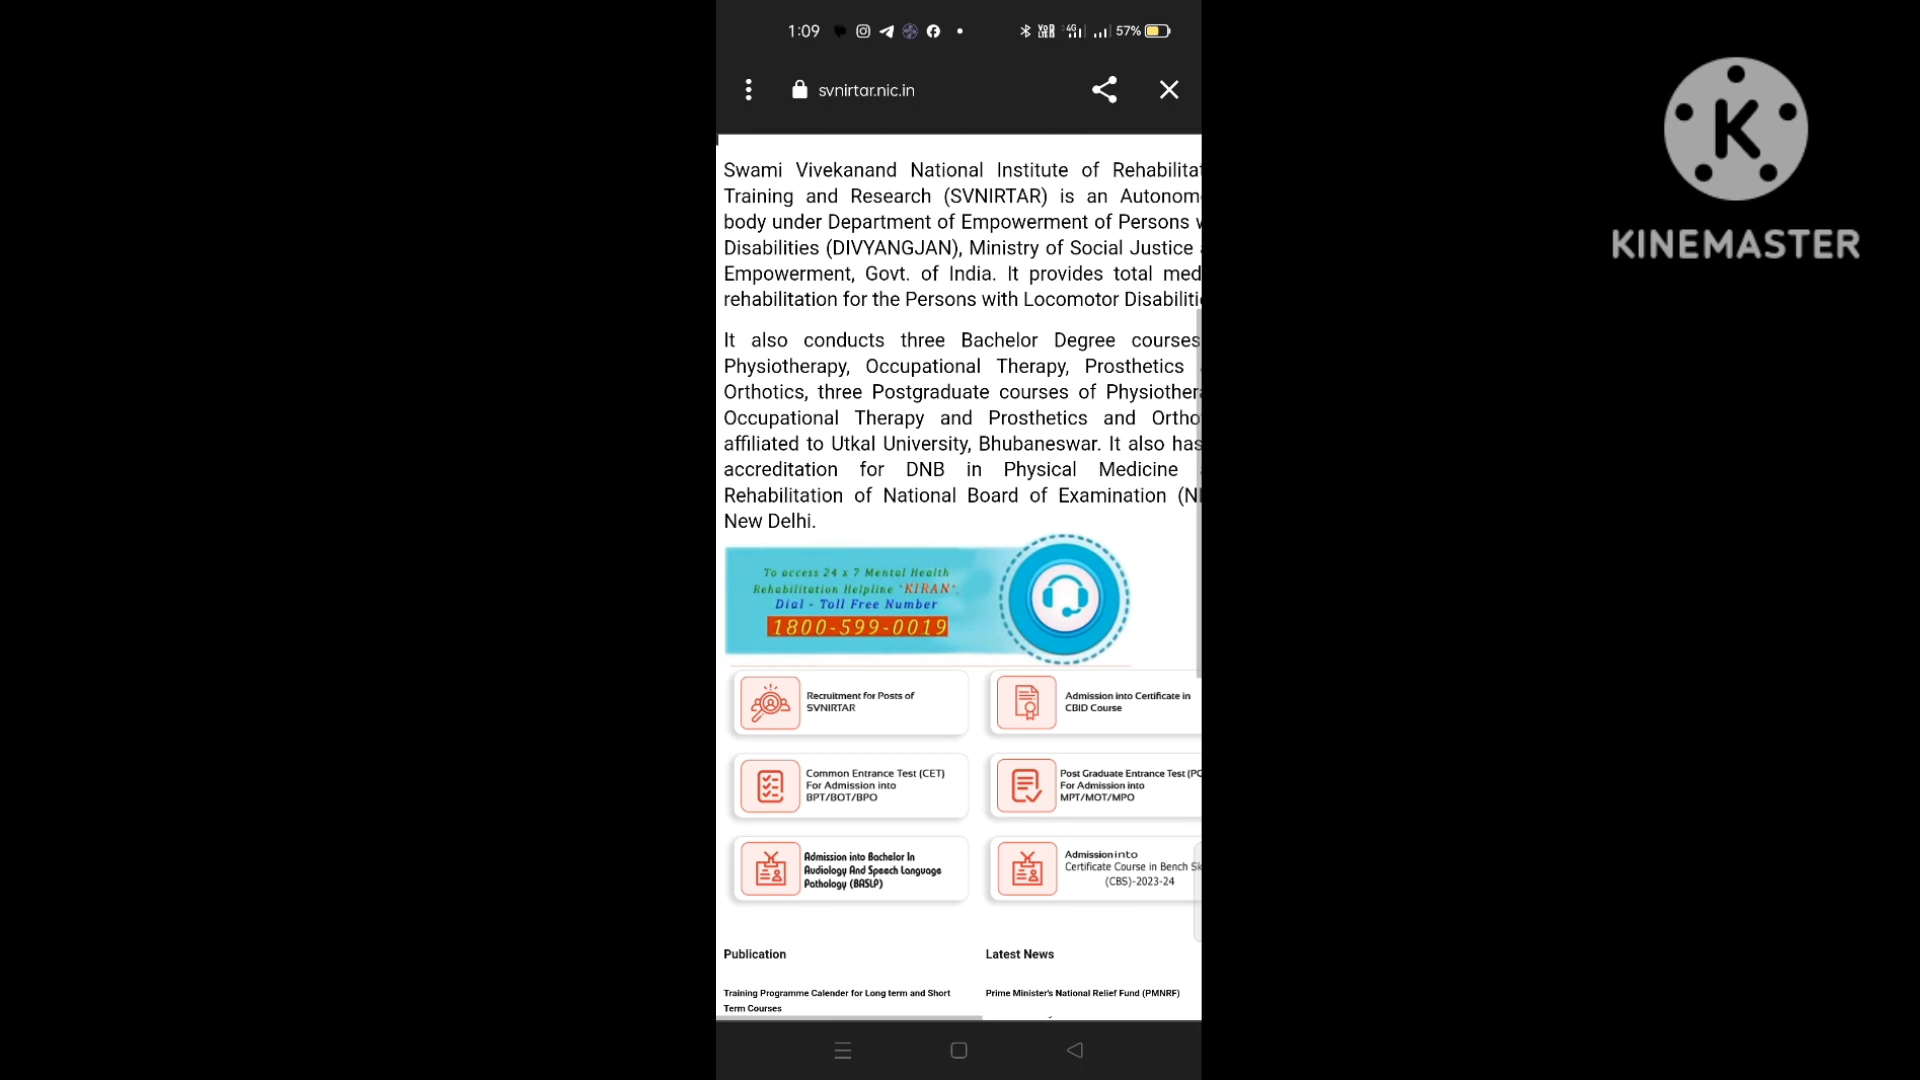 1:09
57%
svnirtar.nic.in
KINEMASTER
Swami Vivekanand National Institute of Rehabilitat
Training and Research (SVNIRTAR) is an Autonom
body under Department of Empowerment of Persons
Disabilities (DIVYANGJAN), Ministry of Social Justice
Empowerment, Govt. of India. It provides total med
rehabilitation for the Persons with Locomotor Disabiliti
It also conducts three Bachelor Degree courses
Physiotherapy, Occupational Therapy, Prosthetics
Orthotics, three Postgraduate courses of Physiother
Occupational Therapy and Prosthetics and Ortho
affiliated to Utkal University, Bhubaneswar. It also has
accreditation for DNB in Physical Medicine
Rehabilitation of National Board of Examination (N
New Delhi.
To access 24 x 7 Mental Health
Rehabilitation Helpline "KIRAN",
Dial - Toll Free Number
1800-599-0019
Recruitment for Posts of
SVNIRTAR
Admission into Certificate in
CBID Course
Common Entrance Test (CET)
For Admission into
BPT/BOT/BPO
Post Graduate Entrance Test (PG
For Admission into
MPT/MOT/MPO
Admission into Bachelor In
Audiology And Speech Language
Pathology (BASLP)
Admission into
Certificate Course in Bench Sk
(CBS)-2023-24
Publication
Latest News
Training Programme Calender for Long term and Short
Term Courses
Prime Minister's National Relief Fund (PMNRF)